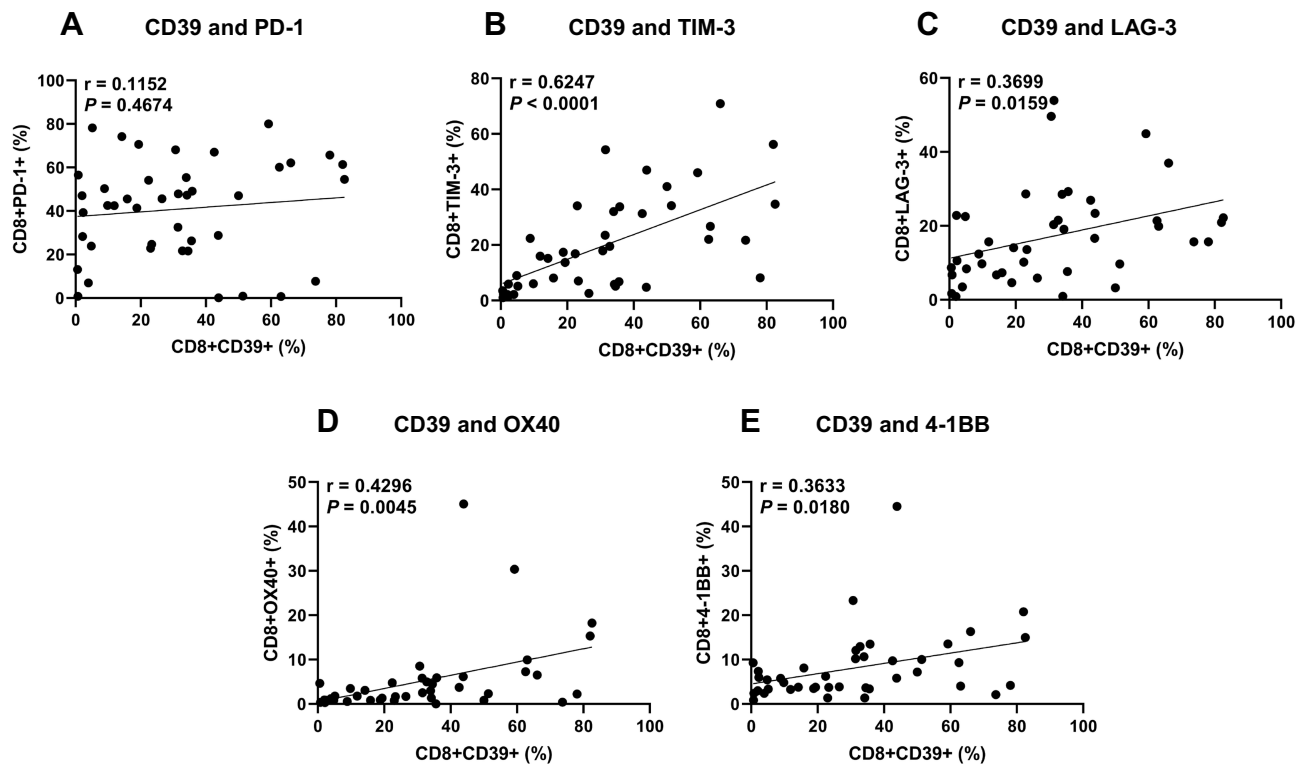 A CD39 and PD-1
r = 0.1152
P = 0.4674
100
80
60
40
20
0
CD8+PD-1+ (%)
0 20 40 60 80 100
CD8+CD39+ (%)
B CD39 and TIM-3
r = 0.6247
P < 0.0001
80
60
40
20
0
CD8+TIM-3+ (%)
0 20 40 60 80 100
CD8+CD39+ (%)
C CD39 and LAG-3
r = 0.3699
P = 0.0159
60
40
20
0
CD8+LAG-3+ (%)
0 20 40 60 80 100
CD8+CD39+ (%)
D CD39 and OX40
r = 0.4296
P = 0.0045
50
40
30
20
10
0
CD8+OX40+ (%)
0 20 40 60 80 100
CD8+CD39+ (%)
E CD39 and 4-1BB
r = 0.3633
P = 0.0180
50
40
30
20
10
0
CD8+4-1BB+ (%)
0 20 40 60 80 100
CD8+CD39+ (%)